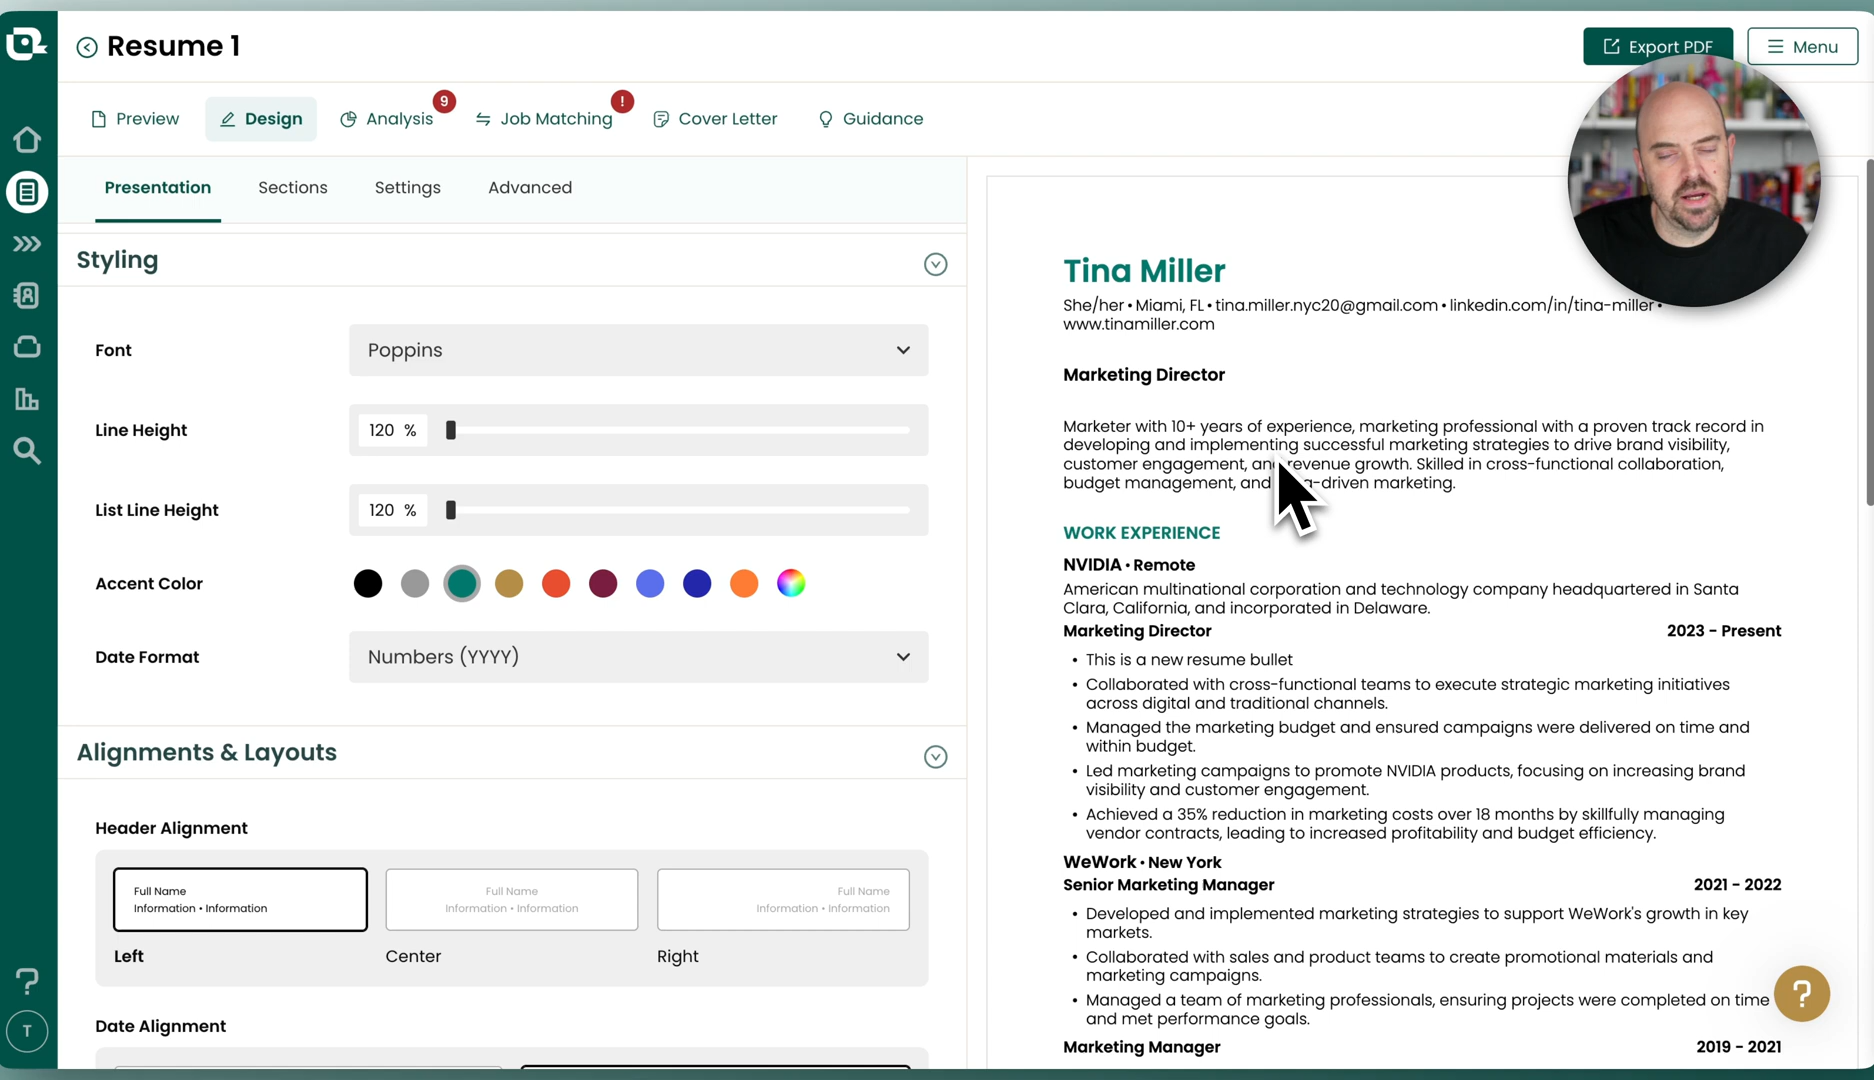 Resume 1
Export PDF
Menu
Preview
Design
Analysis
9
Job Matching
!
Cover Letter
Guidance
Presentation
Sections
Settings
Advanced
Styling
Font
Poppins
Line Height
120 %
List Line Height
120 %
Accent Color
Date Format
Numbers (YYYY)
Alignments & Layouts
Header Alignment
Full Name
Information • Information
Left
Full Name
Information • Information
Center
Full Name
Information • Information
Right
Date Alignment
?
T
Tina Miller
She/her • Miami, FL • tina.miller.nyc20@gmail.com • linkedin.com/in/tina-miller •
www.tinamiller.com
Marketing Director
Marketer with 10+ years of experience, marketing professional with a proven track record in
developing and implementing successful marketing strategies to drive brand visibility,
customer engagement, and revenue growth. Skilled in cross-functional collaboration,
budget management, and -driven marketing.
WORK EXPERIENCE
NVIDIA • Remote
American multinational corporation and technology company headquartered in Santa
Clara, California, and incorporated in Delaware.
Marketing Director 2023 - Present
• This is a new resume bullet
• Collaborated with cross-functional teams to execute strategic marketing initiatives
across digital and traditional channels.
• Managed the marketing budget and ensured campaigns were delivered on time and
within budget.
• Led marketing campaigns to promote NVIDIA products, focusing on increasing brand
visibility and customer engagement.
• Achieved a 35% reduction in marketing costs over 18 months by skillfully managing
vendor contracts, leading to increased profitability and budget efficiency.
WeWork • New York
Senior Marketing Manager 2021 - 2022
• Developed and implemented marketing strategies to support WeWork's growth in key
markets.
• Collaborated with sales and product teams to create promotional materials and
marketing campaigns.
• Managed a team of marketing professionals, ensuring projects were completed on time
and met performance goals.
Marketing Manager 2019 - 2021
?